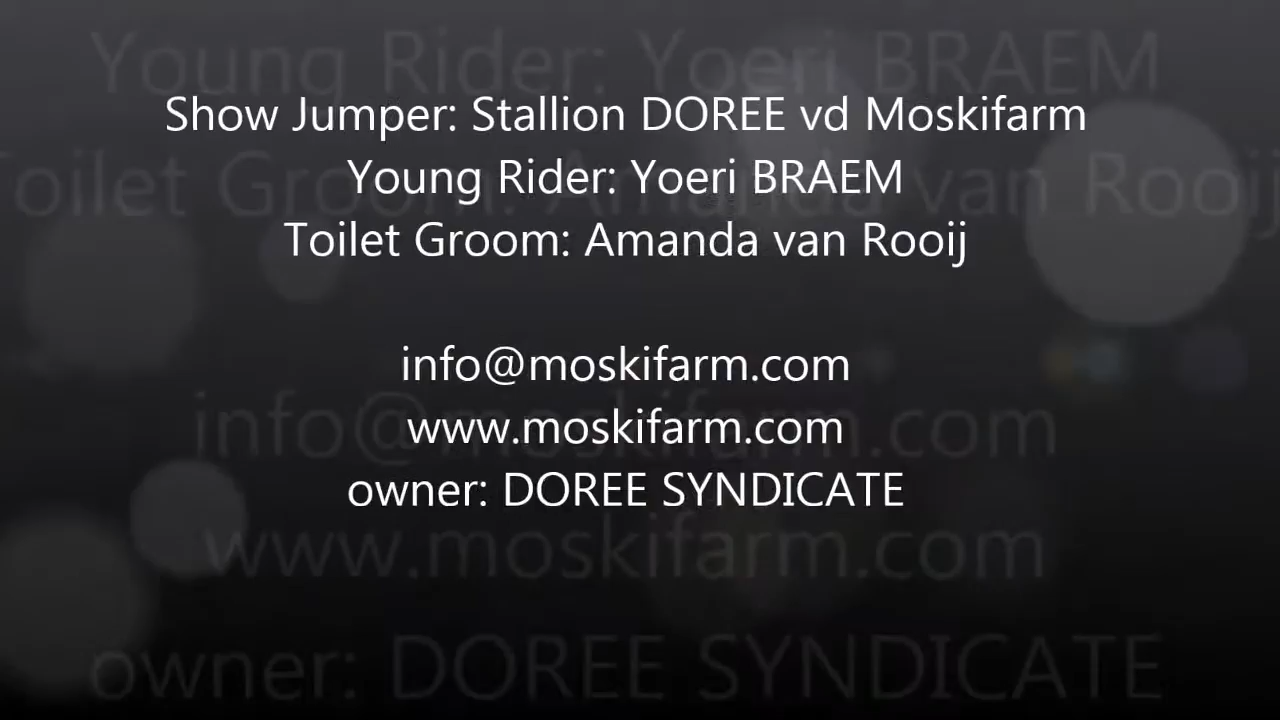 Show Jumper: Stallion DOREE vd Moskifarm
Young Rider: Yoeri BRAEM
Toilet Groom: Amanda van Rooij
info@moskifarm.com
www.moskifarm.com
owner: DOREE SYNDICATE